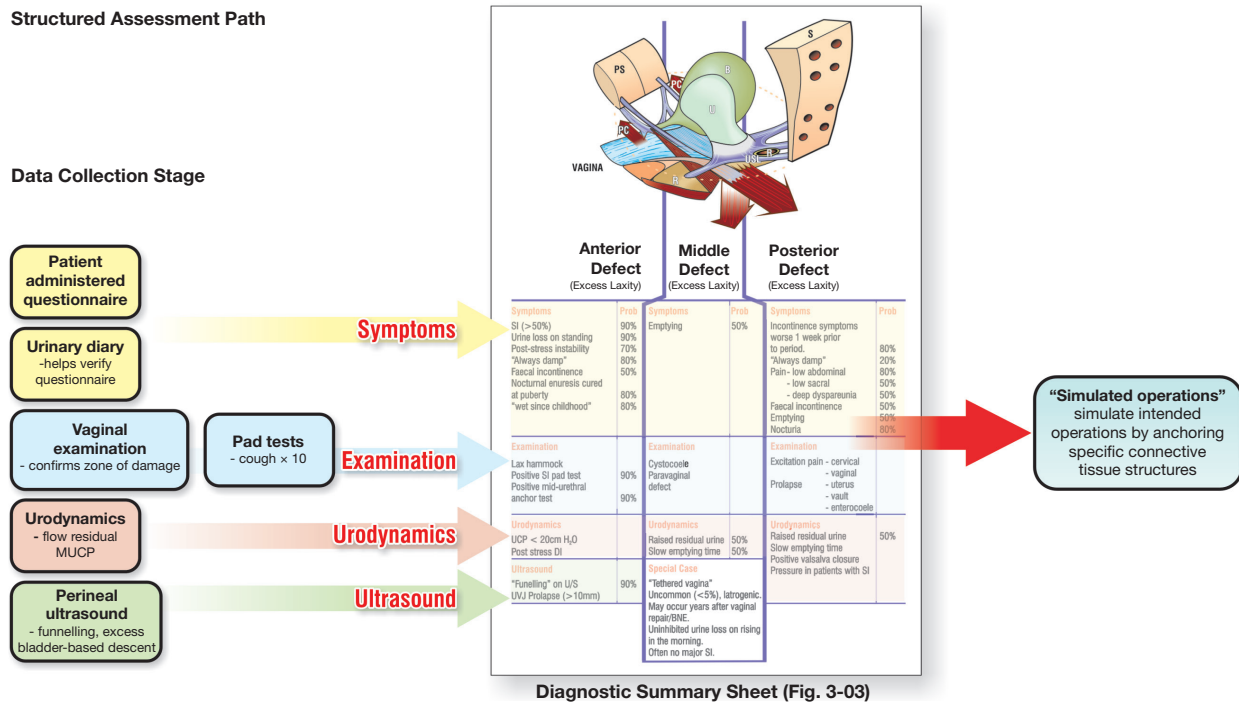 Structured Assessment Path
Data Collection Stage
Patient
administered
questionnaire
Urinary diary
-helps verify
questionnaire
Vaginal
examination
- confirms zone of damage
Pad tests
- cough × 10
Urodynamics
- flow residual
MUCP
Perineal
ultrasound
- funnelling, excess
bladder-based descent
Symptoms
Examination
Urodynamics
Ultrasound
PS
S
B
PC
U
PC
VAGINA
USL
R
Anterior
Defect
(Excess Laxity)
Middle
Defect
(Excess Laxity)
Posterior
Defect
(Excess Laxity)
Symptoms Prob
SI (>50%) 90%
Urine loss on standing 90%
Post-stress instability 70%
"Always damp" 80%
Faecal incontinence 50%
Nocturnal enuresis cured
at puberty 80%
"wet since childhood" 80%
Symptoms Prob
Emptying 50%
Symptoms Prob
Incontinence symptoms
worse 1 week prior
to period. 80%
"Always damp" 20%
Pain- low abdominal 80%
- low sacral 50%
- deep dyspareunia 50%
Faecal incontinence 50%
Emptying 50%
Nocturia 80%
Examination
Lax hammock
Positive SI pad test 90%
Positive mid-urethral
anchor test 90%
Examination
Cystocoele
Paravaginal
defect
Examination
Excitation pain - cervical
- vaginal
Prolapse - uterus
- vault
- enterocoele
Urodynamics
UCP < 20cm H₂O
Post stress DI
Urodynamics
Raised residual urine 50%
Slow emptying time 50%
Urodynamics
Raised residual urine 50%
Slow emptying time
Positive valsalva closure
Pressure in patients with SI
Ultrasound
"Funelling" on U/S 90%
UVJ Prolapse (>10mm)
Special Case
"Tethered vagina"
Uncommon (<5%), Iatrogenic.
May occur years after vaginal
repair/BNE.
Uninhibited urine loss on rising
in the morning.
Often no major SI.
"Simulated operations"
simulate intended
operations by anchoring
specific connective
tissue structures
Diagnostic Summary Sheet (Fig. 3-03)